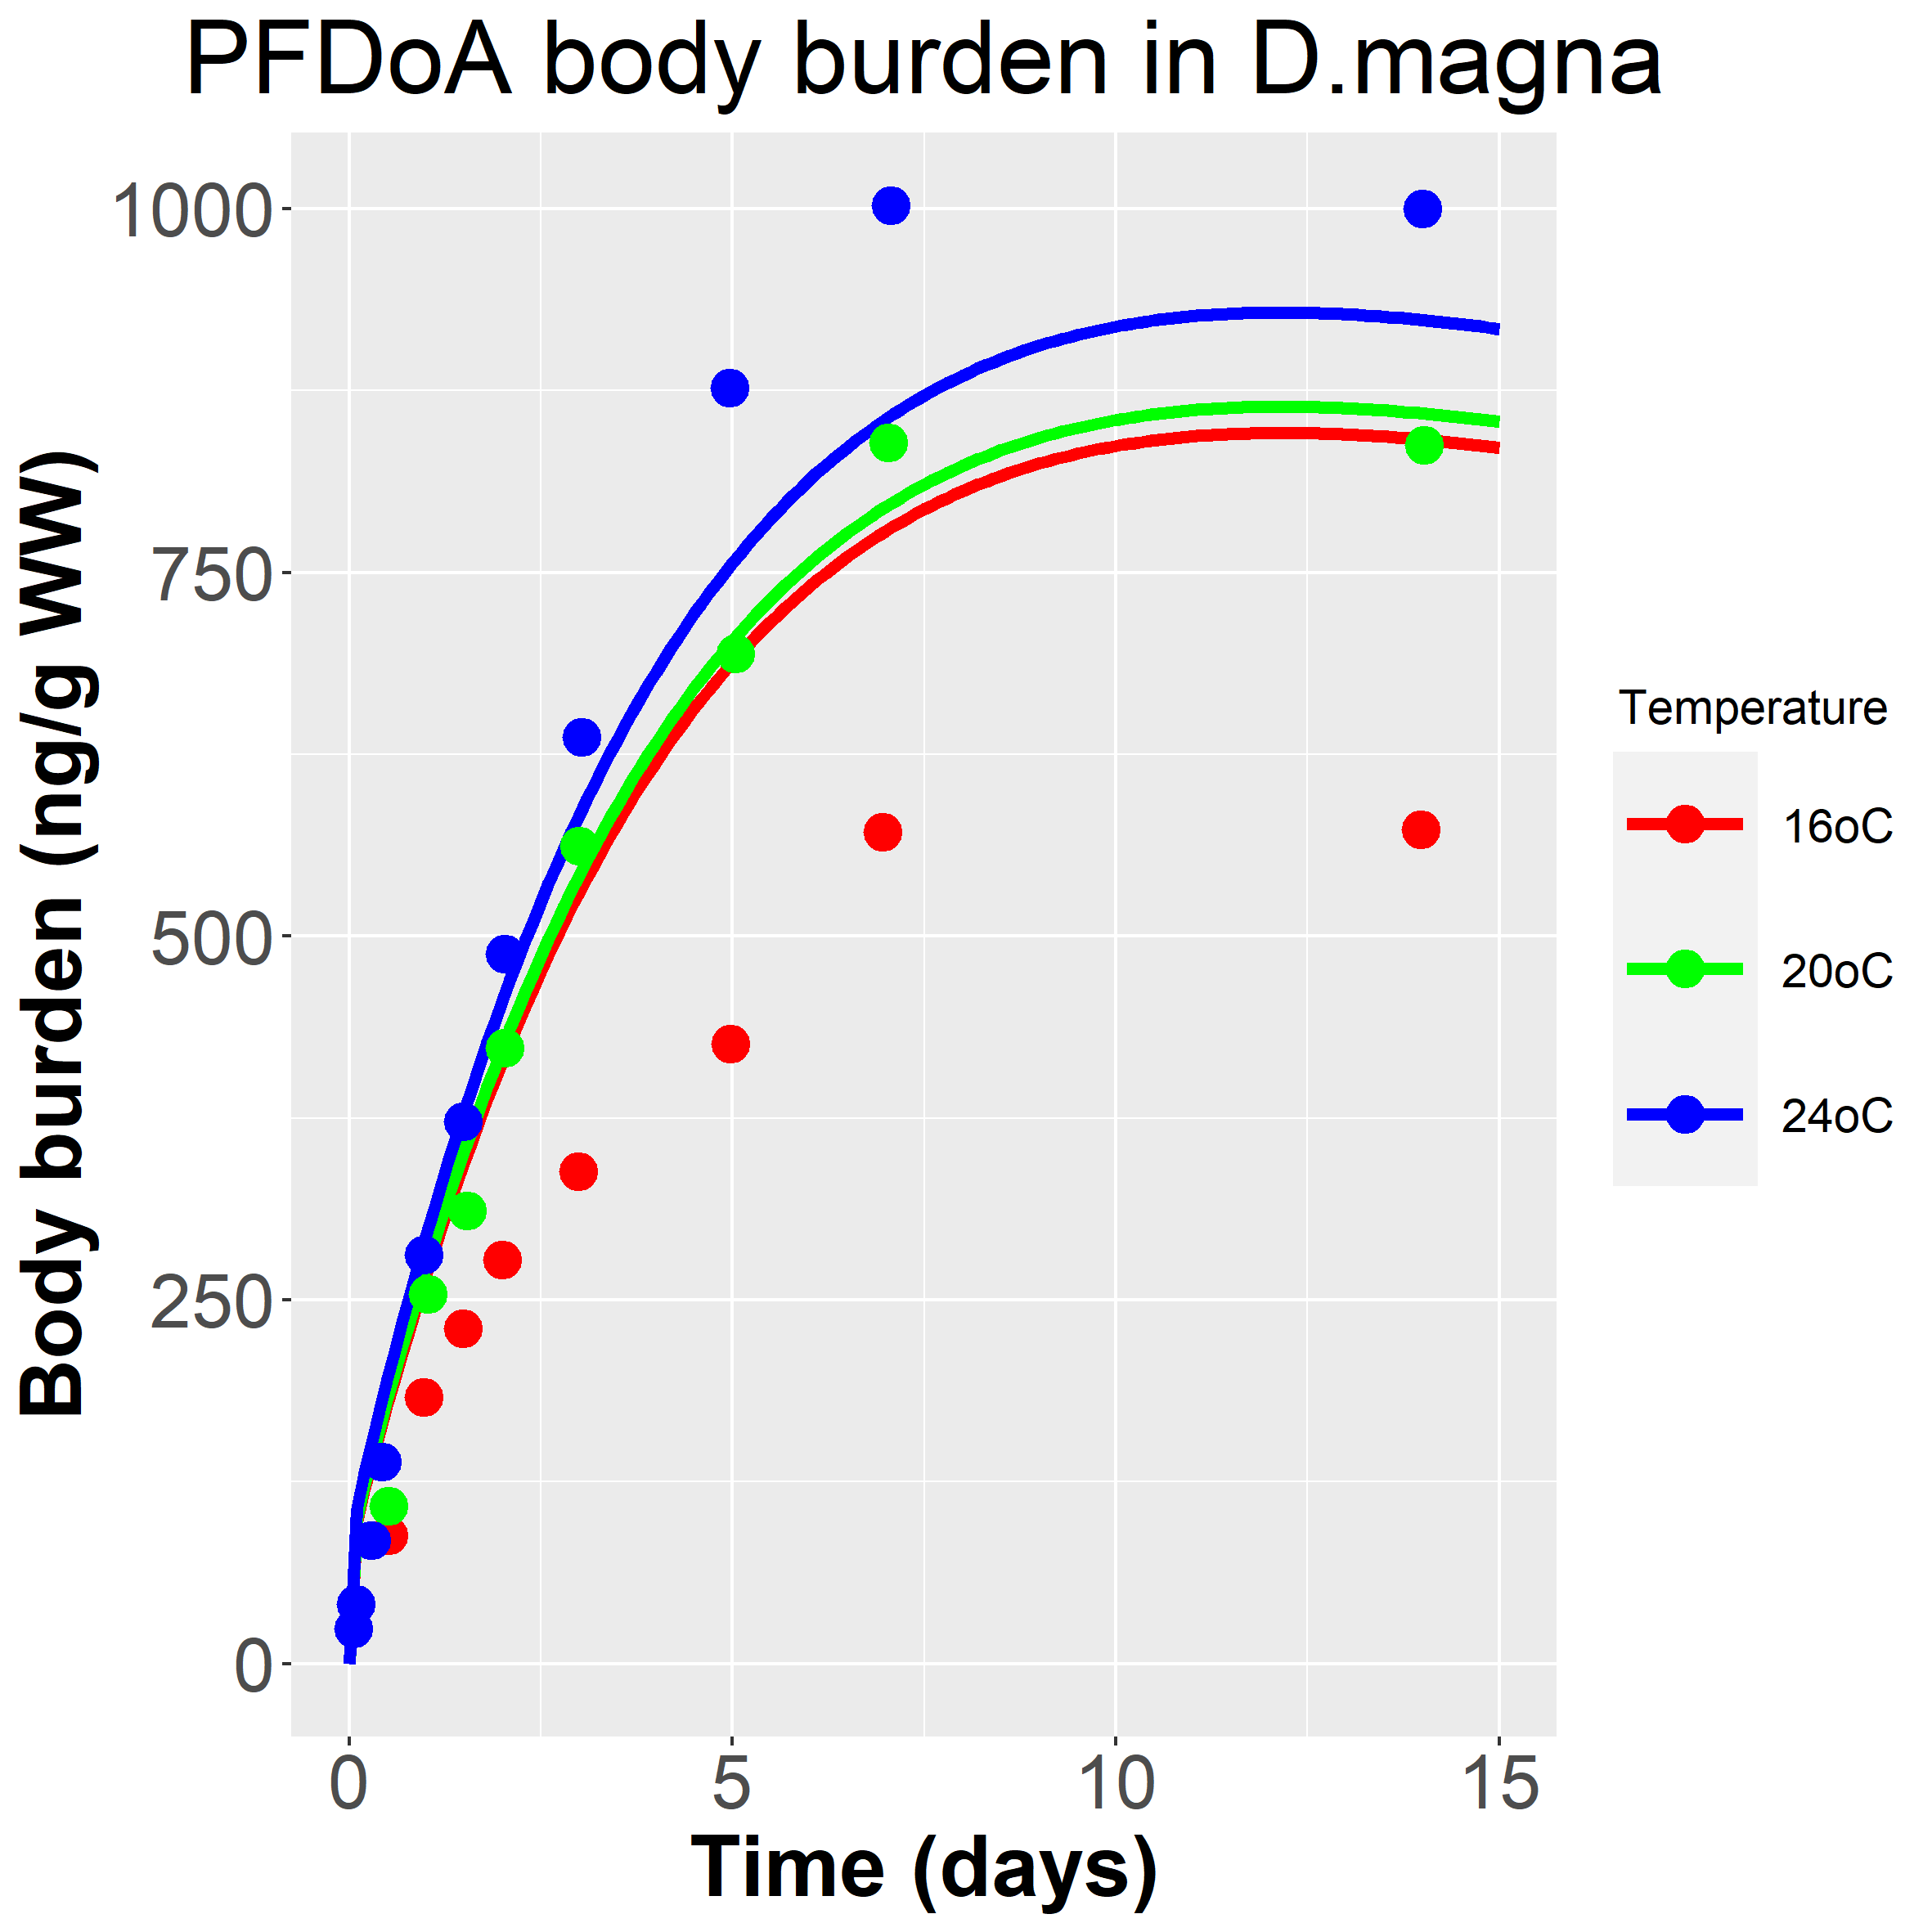 PFDoA body burden in D.magna
Body burden (ng/g WW)
1000
750
500
250
0
0 5 10 15
Time (days)
Temperature
16oC
20oC
24oC